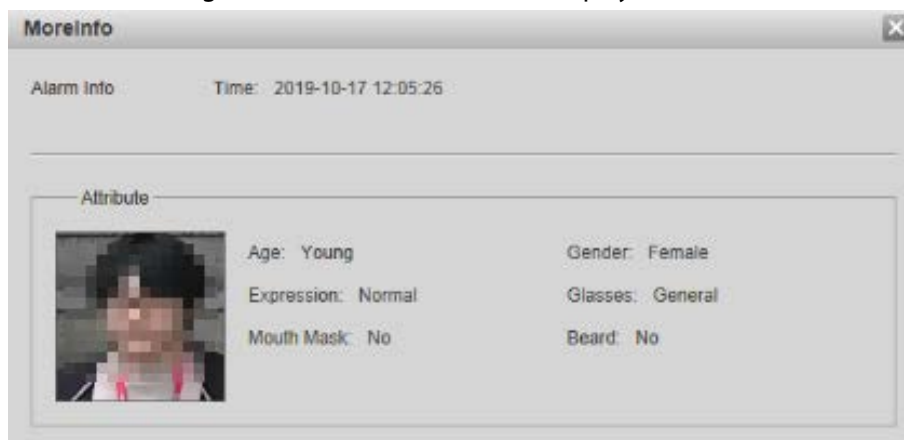 MoreInfo
Alarm Info Time: 2019-10-17 12:05:26
Attribute
Age: Young Gender: Female
Expression: Normal Glasses: General
Mouth Mask: No Beard: No